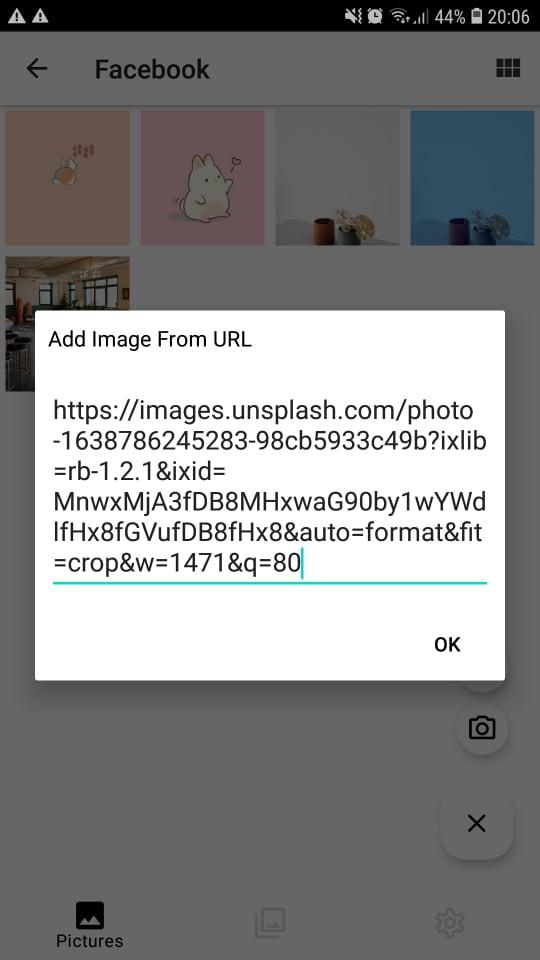 44% 20:06
Facebook
Add Image From URL
https://images.unsplash.com/photo
-1638786245283-98cb5933c49b?ixlib
=rb-1.2.1&ixid=
MnwxMjA3fDB8MHxwaG90by1wYWd
lfHx8fGVufDB8fHx8&auto=format&fit
=crop&w=1471&q=80
OK
Pictures